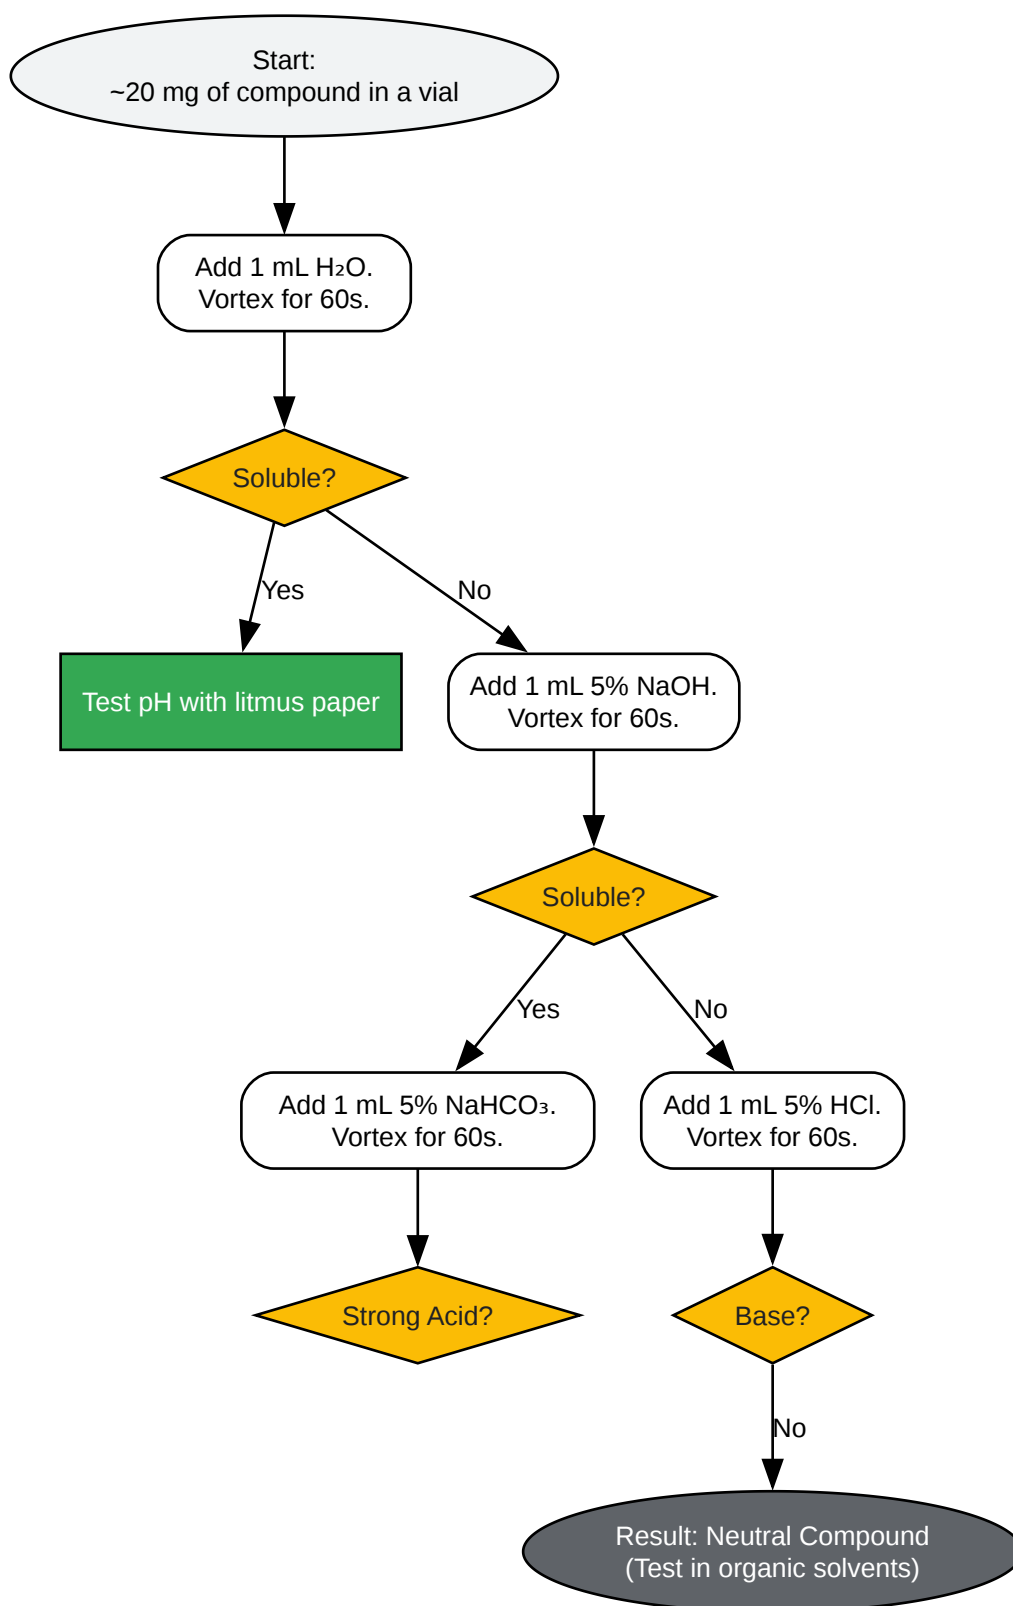 Start:
~20 mg of compound in a vial
Add 1 mL H₂O.
Vortex for 60s.
Soluble?
Yes
No
Test pH with litmus paper
Add 1 mL 5% NaOH.
Vortex for 60s.
Soluble?
Yes
No
Add 1 mL 5% NaHCO₃.
Vortex for 60s.
Add 1 mL 5% HCl.
Vortex for 60s.
Strong Acid?
Base?
No
Result: Neutral Compound
(Test in organic solvents)